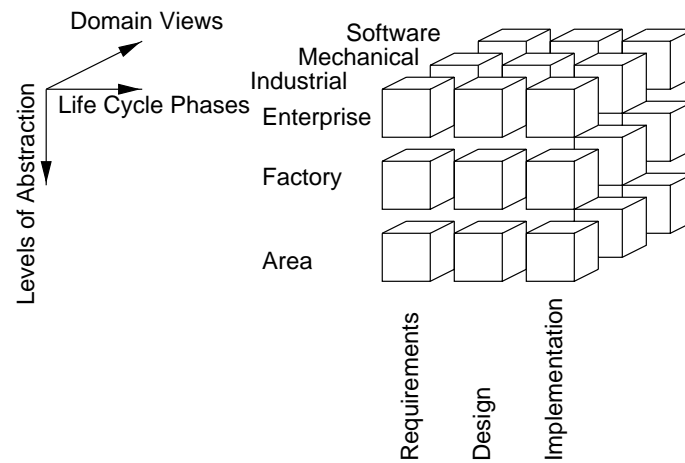 Domain Views
Life Cycle Phases
Levels of Abstraction
Software
Mechanical
Industrial
Enterprise
Factory
Area
Requirements
Design
Implementation